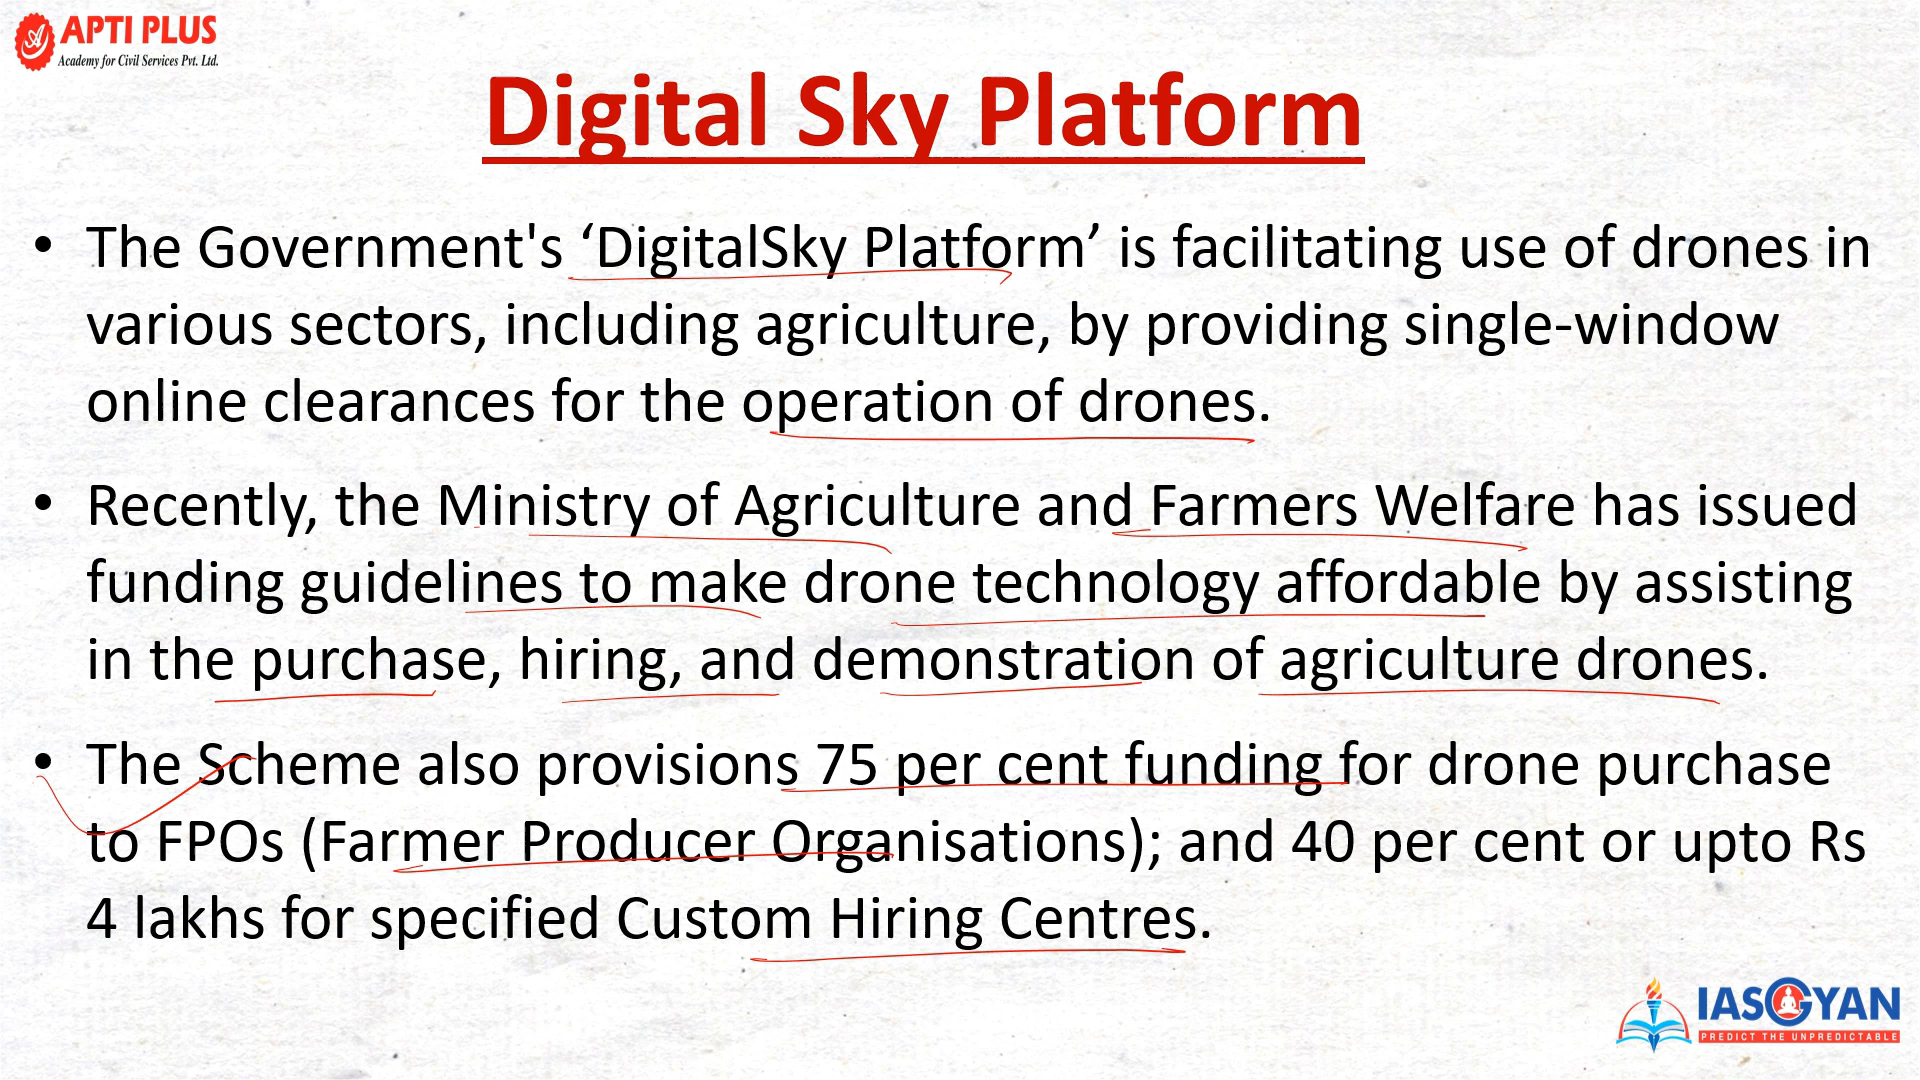 APTI PLUS
Academy for Civil Services Pvt. Ltd.
Digital Sky Platform
• The Government's ‘DigitalSky Platform’ is facilitating use of drones in
various sectors, including agriculture, by providing single-window
online clearances for the operation of drones.
• Recently, the Ministry of Agriculture and Farmers Welfare has issued
funding guidelines to make drone technology affordable by assisting
in the purchase, hiring, and demonstration of agriculture drones.
• The Scheme also provisions 75 per cent funding for drone purchase
to FPOs (Farmer Producer Organisations); and 40 per cent or upto Rs
4 lakhs for specified Custom Hiring Centres.
IASGYAN
PREDICT THE UNPREDICTABLE